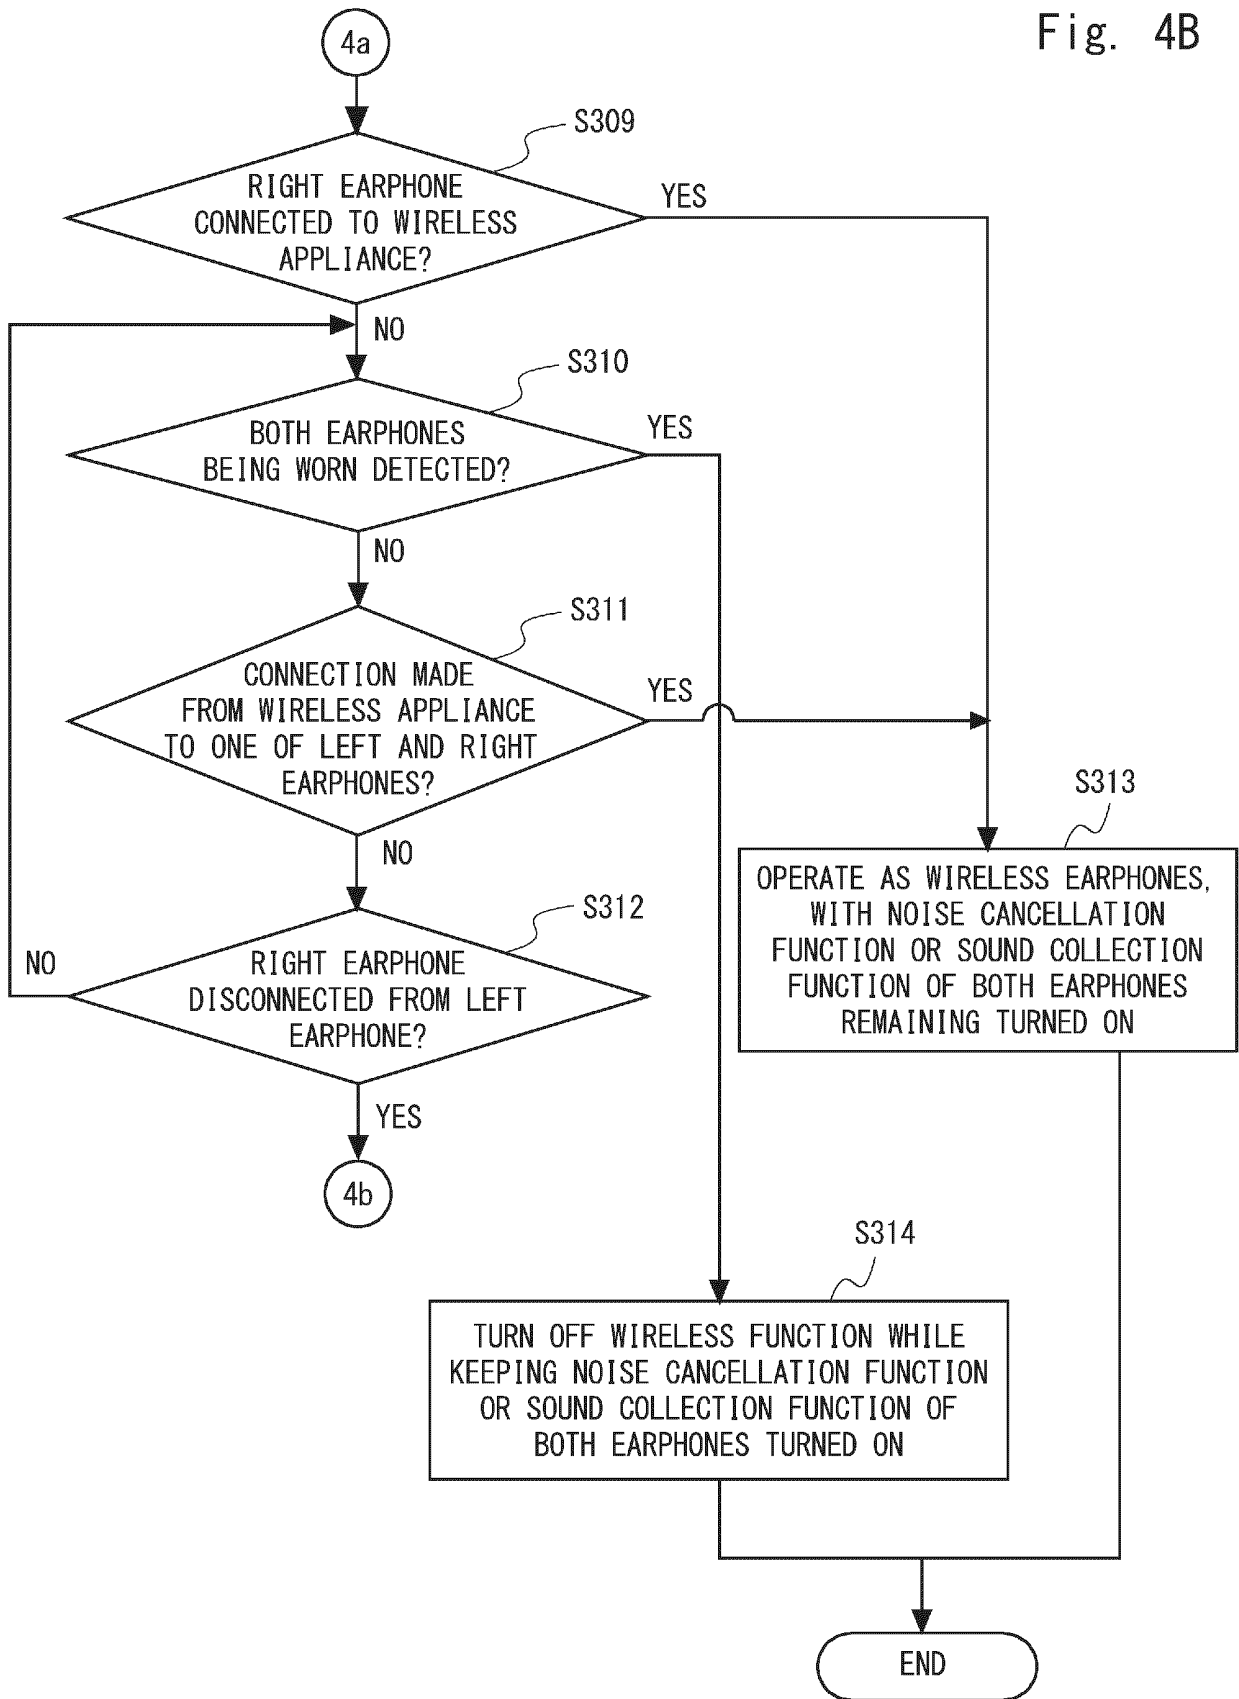 Fig. 4B
4a
S309
RIGHT EARPHONE
CONNECTED TO WIRELESS
APPLIANCE?
YES
NO
S310
BOTH EARPHONES
BEING WORN DETECTED?
YES
NO
S311
CONNECTION MADE
FROM WIRELESS APPLIANCE
TO ONE OF LEFT AND RIGHT
EARPHONES?
YES
NO
S312
RIGHT EARPHONE
DISCONNECTED FROM LEFT
EARPHONE?
NO
YES
4b
S313
OPERATE AS WIRELESS EARPHONES,
WITH NOISE CANCELLATION
FUNCTION OR SOUND COLLECTION
FUNCTION OF BOTH EARPHONES
REMAINING TURNED ON
S314
TURN OFF WIRELESS FUNCTION WHILE
KEEPING NOISE CANCELLATION FUNCTION
OR SOUND COLLECTION FUNCTION OF
BOTH EARPHONES TURNED ON
END